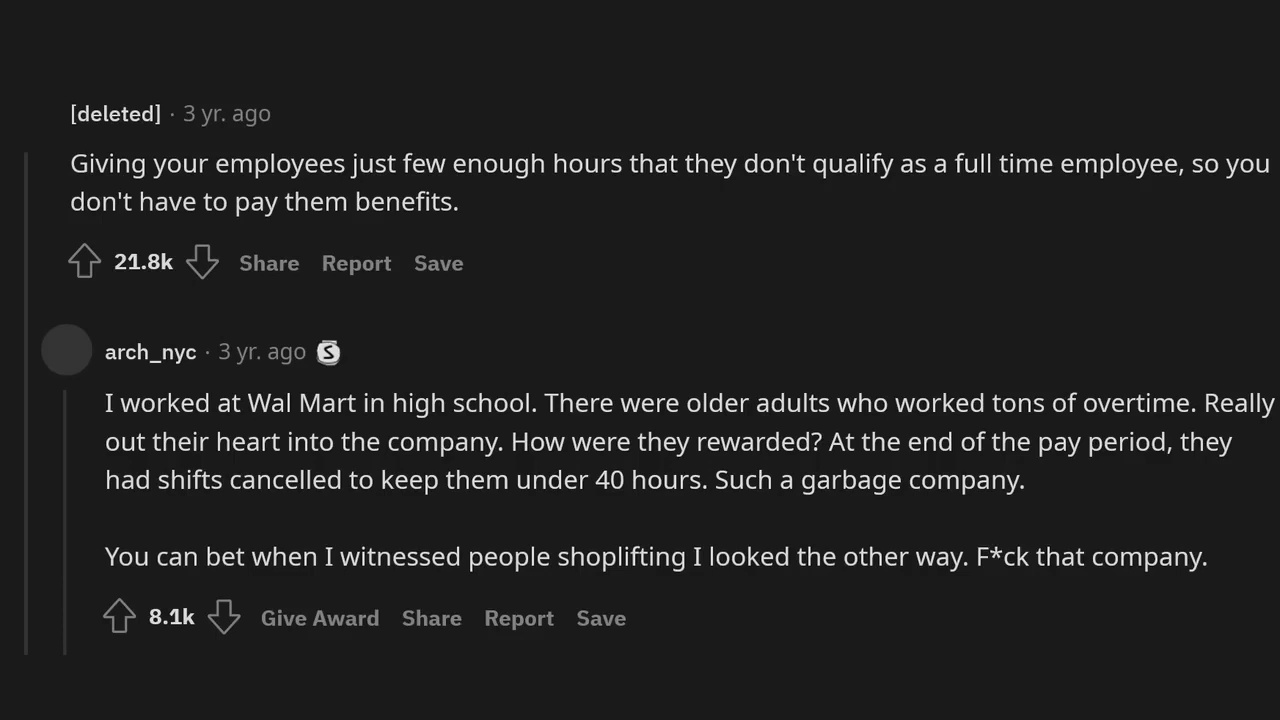 [deleted] · 3 yr. ago
Giving your employees just few enough hours that they don't qualify as a full time employee, so you
don't have to pay them benefits.
21.8k Share Report Save
arch_nyc · 3 yr. ago S
I worked at Wal Mart in high school. There were older adults who worked tons of overtime. Really
out their heart into the company. How were they rewarded? At the end of the pay period, they
had shifts cancelled to keep them under 40 hours. Such a garbage company.
You can bet when I witnessed people shoplifting I looked the other way. F*ck that company.
8.1k Give Award Share Report Save